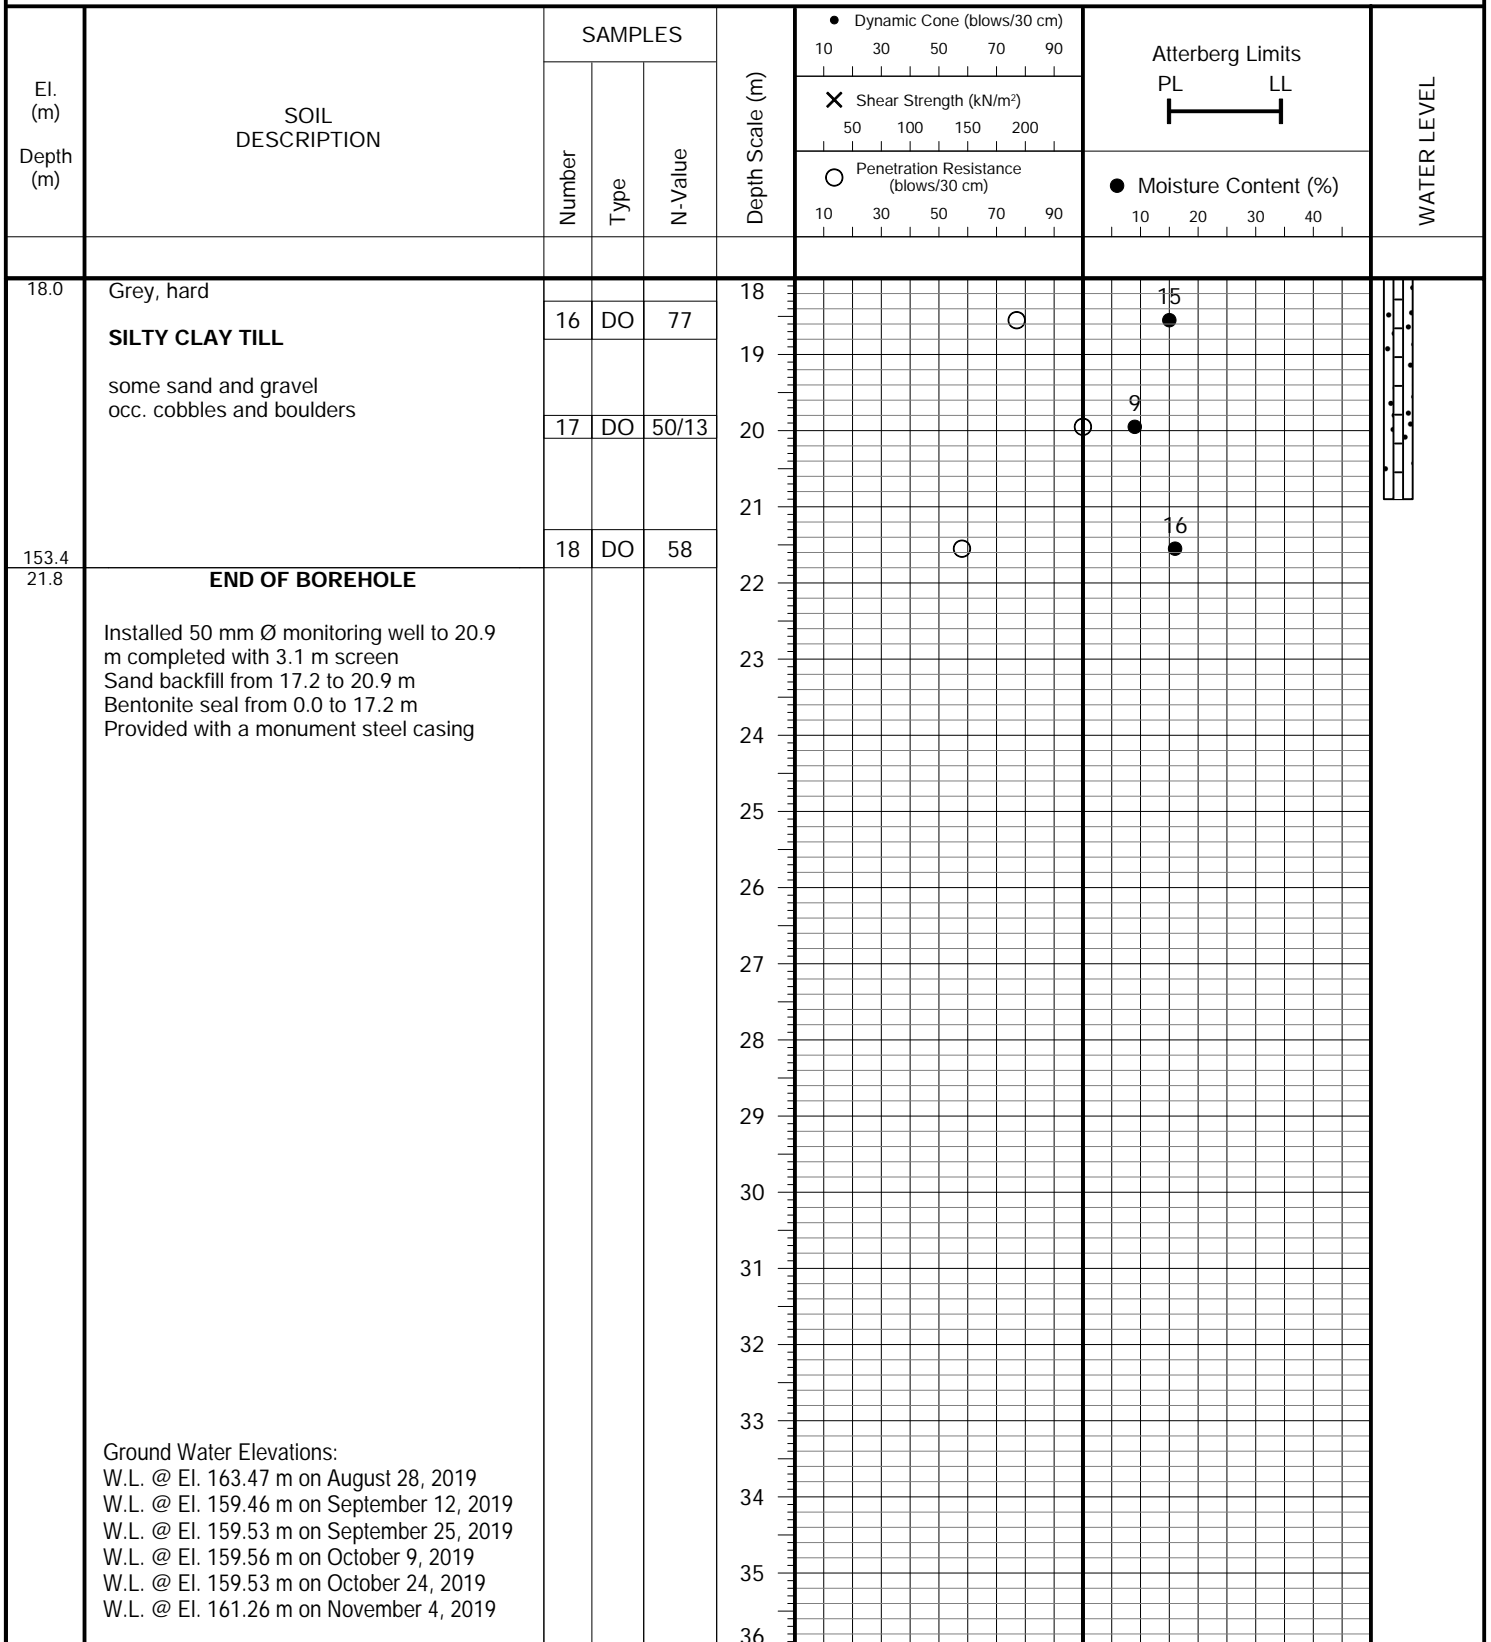 El.
(m)
Depth
(m)
SOIL
DESCRIPTION
SAMPLES
Number
Type
N-Value
Depth Scale (m)
Dynamic Cone (blows/30 cm)
10 30 50 70 90
Shear Strength (kN/m²)
50 100 150 200
Penetration Resistance
(blows/30 cm)
10 30 50 70 90
Atterberg Limits
PL LL
Moisture Content (%)
10 20 30 40
WATER LEVEL
18.0 Grey, hard
SILTY CLAY TILL
some sand and gravel
occ. cobbles and boulders
16 DO 77
17 DO 50/13
18 DO 58
15
9
16
153.4
21.8
END OF BOREHOLE
Installed 50 mm Ø monitoring well to 20.9
m completed with 3.1 m screen
Sand backfill from 17.2 to 20.9 m
Bentonite seal from 0.0 to 17.2 m
Provided with a monument steel casing
18
19
20
21
22
23
24
25
26
27
28
29
30
31
32
33
34
35
36
Ground Water Elevations:
W.L. @ El. 163.47 m on August 28, 2019
W.L. @ El. 159.46 m on September 12, 2019
W.L. @ El. 159.53 m on September 25, 2019
W.L. @ El. 159.56 m on October 9, 2019
W.L. @ El. 159.53 m on October 24, 2019
W.L. @ El. 161.26 m on November 4, 2019